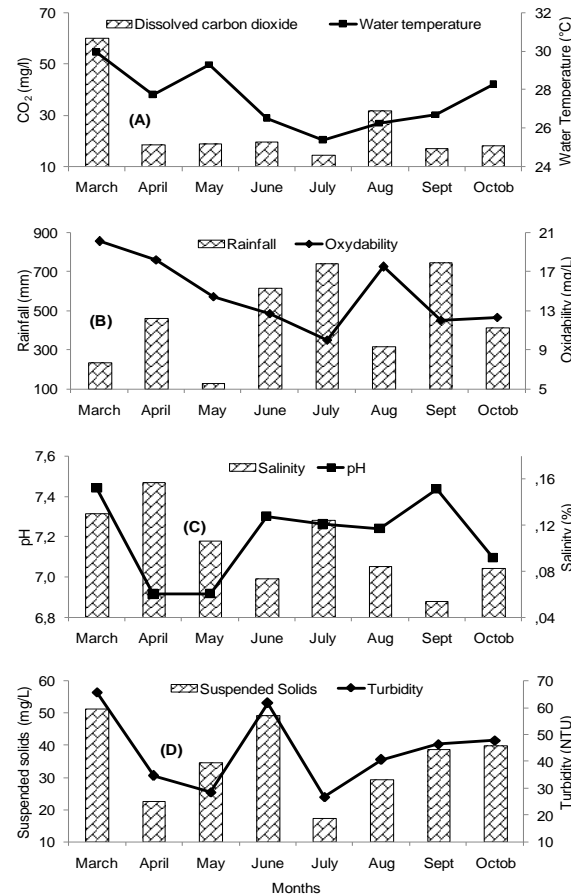 Dissolved carbon dioxide Water temperature
CO2 (mg/l)
70
50
30
10
Water Temperature (°C)
32
30
28
26
24
(A)
March April May June July Aug Sept Octob
Rainfall Oxydability
Rainfall (mm)
900
700
500
300
100
Oxidability (mg/L)
21
17
13
9
5
(B)
March April May June July Aug Sept Octob
Salinity pH
pH
7,6
7,4
7,2
7,0
6,8
Salinity (%)
,16
,12
,08
,04
(C)
March April May June July Aug Sept Octob
Suspended Solids Turbidity
Suspended solids (mg/L)
60
50
40
30
20
10
Turbidity (NTU)
70
60
50
40
30
20
10
(D)
March April May June July Aug Sept Octob
Months